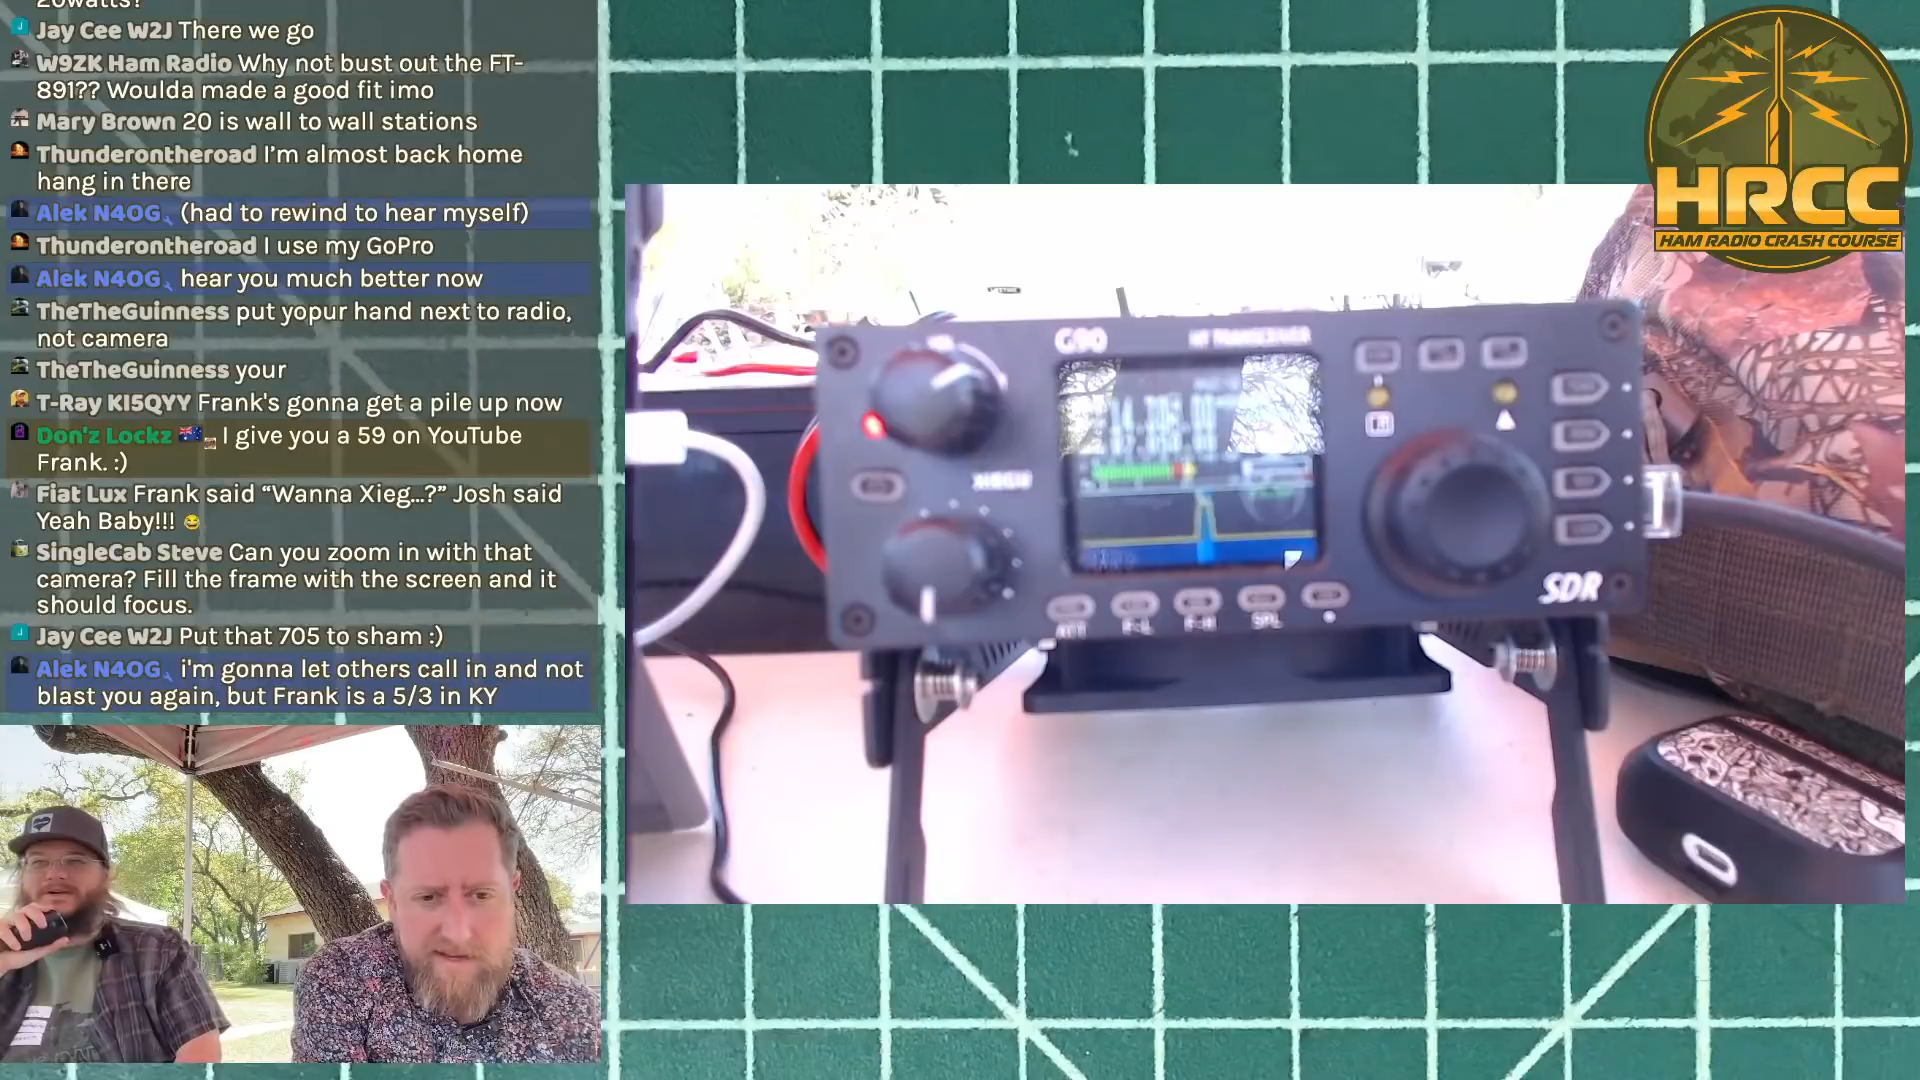 20watts?
Jay Cee W2J There we go
W9ZK Ham Radio Why not bust out the FT-
891?? Woulda made a good fit imo
Mary Brown 20 is wall to wall stations
Thunderontheroad I’m almost back home
hang in there
Alek N4OG (had to rewind to hear myself)
Thunderontheroad I use my GoPro
Alek N4OG hear you much better now
TheTheGuinness put yopur hand next to radio,
not camera
TheTheGuinness your
T-Ray KI5QYY Frank's gonna get a pile up now
Don'z Lockz I give you a 59 on YouTube
Frank. :)
Fiat Lux Frank said “Wanna Xieg...?” Josh said
Yeah Baby!!!
SingleCab Steve Can you zoom in with that
camera? Fill the frame with the screen and it
should focus.
Jay Cee W2J Put that 705 to sham :)
Alek N4OG i'm gonna let others call in and not
blast you again, but Frank is a 5/3 in KY
HRCC
HAM RADIO CRASH COURSE
G90
HF TRANSCEIVER
XIEGU
SDR
F-L
F-H
SPL